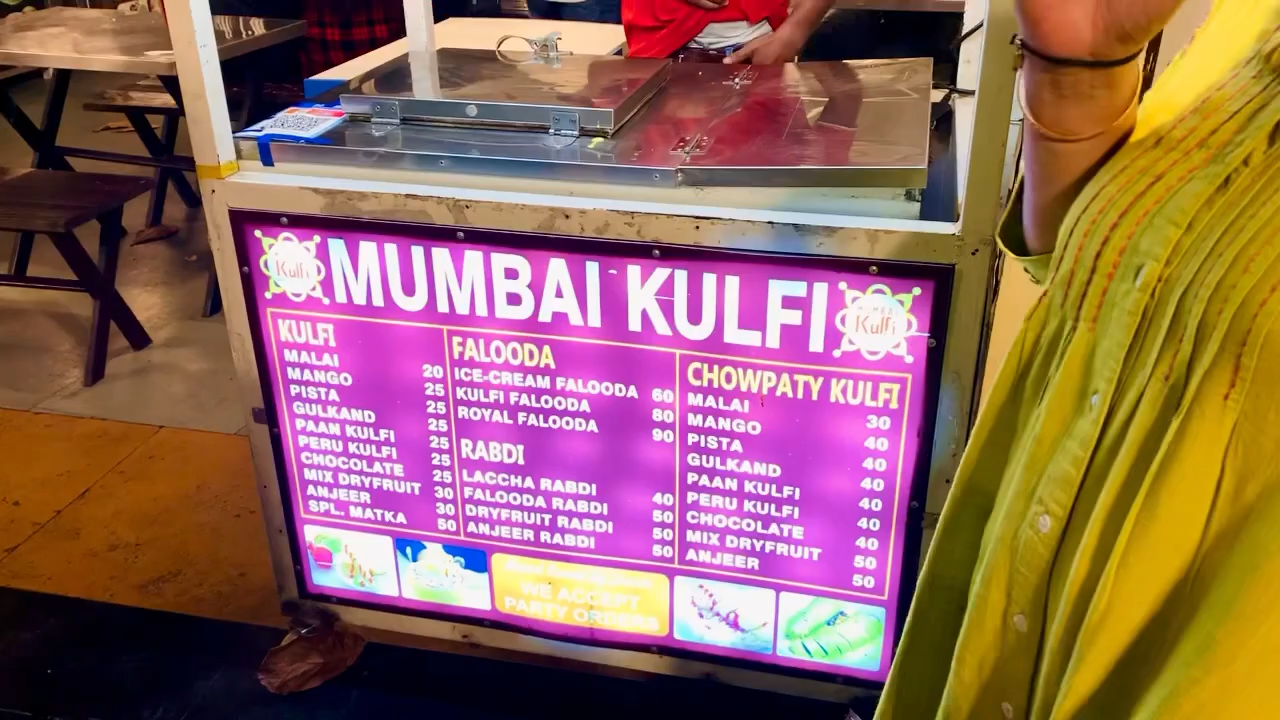 MUMBAI KULFI
Kulfi
MUMBAI
Kulfi
KULFI
MALAI 20
MANGO 25
PISTA 25
GULKAND 25
PAAN KULFI 25
PERU KULFI 25
CHOCOLATE 25
MIX DRYFRUIT 30
ANJEER 30
SPL. MATKA 50
FALOODA
ICE-CREAM FALOODA 60
KULFI FALOODA 80
ROYAL FALOODA 90
RABDI
LACCHA RABDI 40
FALOODA RABDI 50
DRYFRUIT RABDI 50
ANJEER RABDI 50
CHOWPATY KULFI
MALAI 30
MANGO 40
PISTA 40
GULKAND 40
PAAN KULFI 40
PERU KULFI 40
CHOCOLATE 40
MIX DRYFRUIT 50
ANJEER 50
WE ACCEPT
PARTY ORDERS